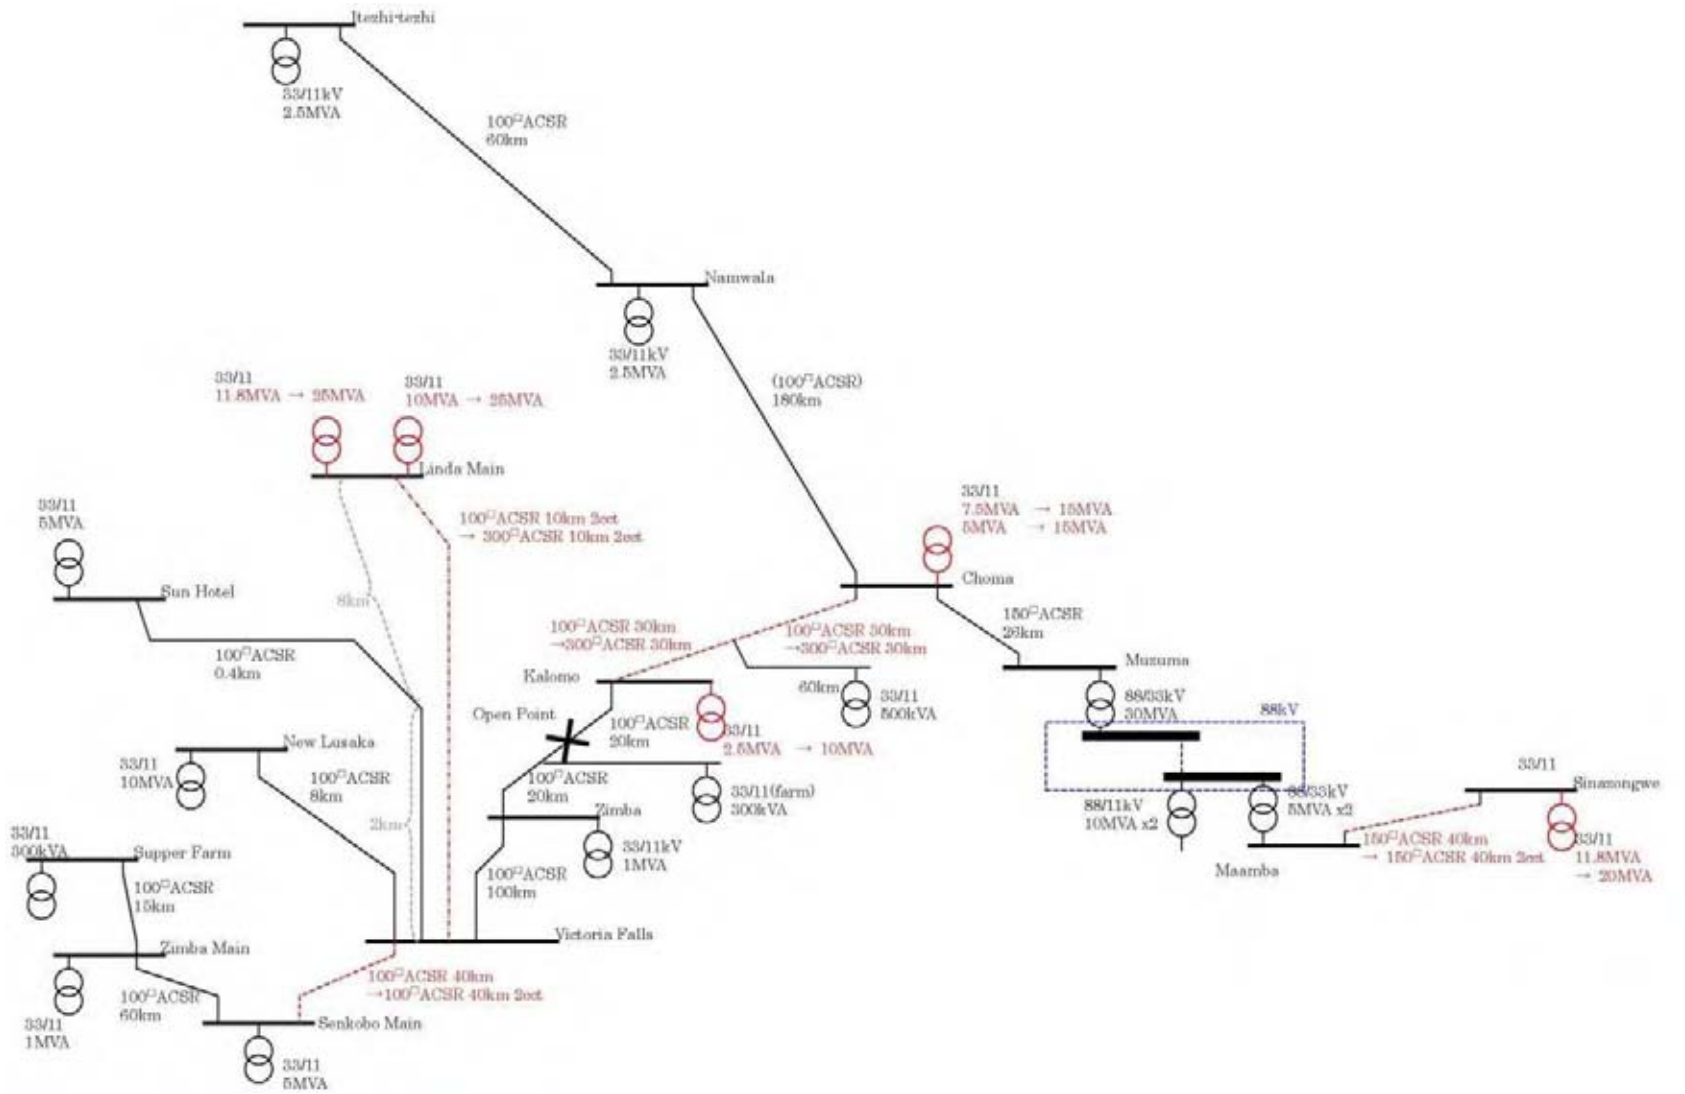 Itezhi-tezhi
33/11kV
2.5MVA
100□ACSR
60km
Namwala
33/11kV
2.5MVA
(100□ACSR)
180km
33/11
11.8MVA → 25MVA
33/11
10MVA → 25MVA
Linda Main
100□ACSR 10km 2cct
→ 300□ACSR 10km 2cct
33/11
5MVA
Sun Hotel
8km
100□ACSR
0.4km
33/11
7.5MVA → 15MVA
5MVA → 15MVA
Choma
150□ACSR
26km
100□ACSR 30km
→300□ACSR 30km
100□ACSR 30km
→300□ACSR 30km
Muzuma
88/33kV
30MVA
88kV
Kalomo
60km
33/11
500kVA
Open Point
100□ACSR
20km
33/11
2.5MVA → 10MVA
100□ACSR
20km
33/11(farm)
300kVA
New Lusaka
33/11
10MVA
100□ACSR
8km
2km
Zimba
33/11kV
1MVA
100□ACSR
100km
88/11kV
10MVA x2
88/33kV
5MVA x2
33/11
Sinazongwe
33/11
11.8MVA
→ 20MVA
150□ACSR 40km
→ 150□ACSR 40km 2cct
Maamba
33/11
300kVA
Supper Farm
100□ACSR
15km
Victoria Falls
Zimba Main
33/11
1MVA
100□ACSR
60km
100□ACSR 40km
→100□ACSR 40km 2cct
Senkobo Main
33/11
5MVA